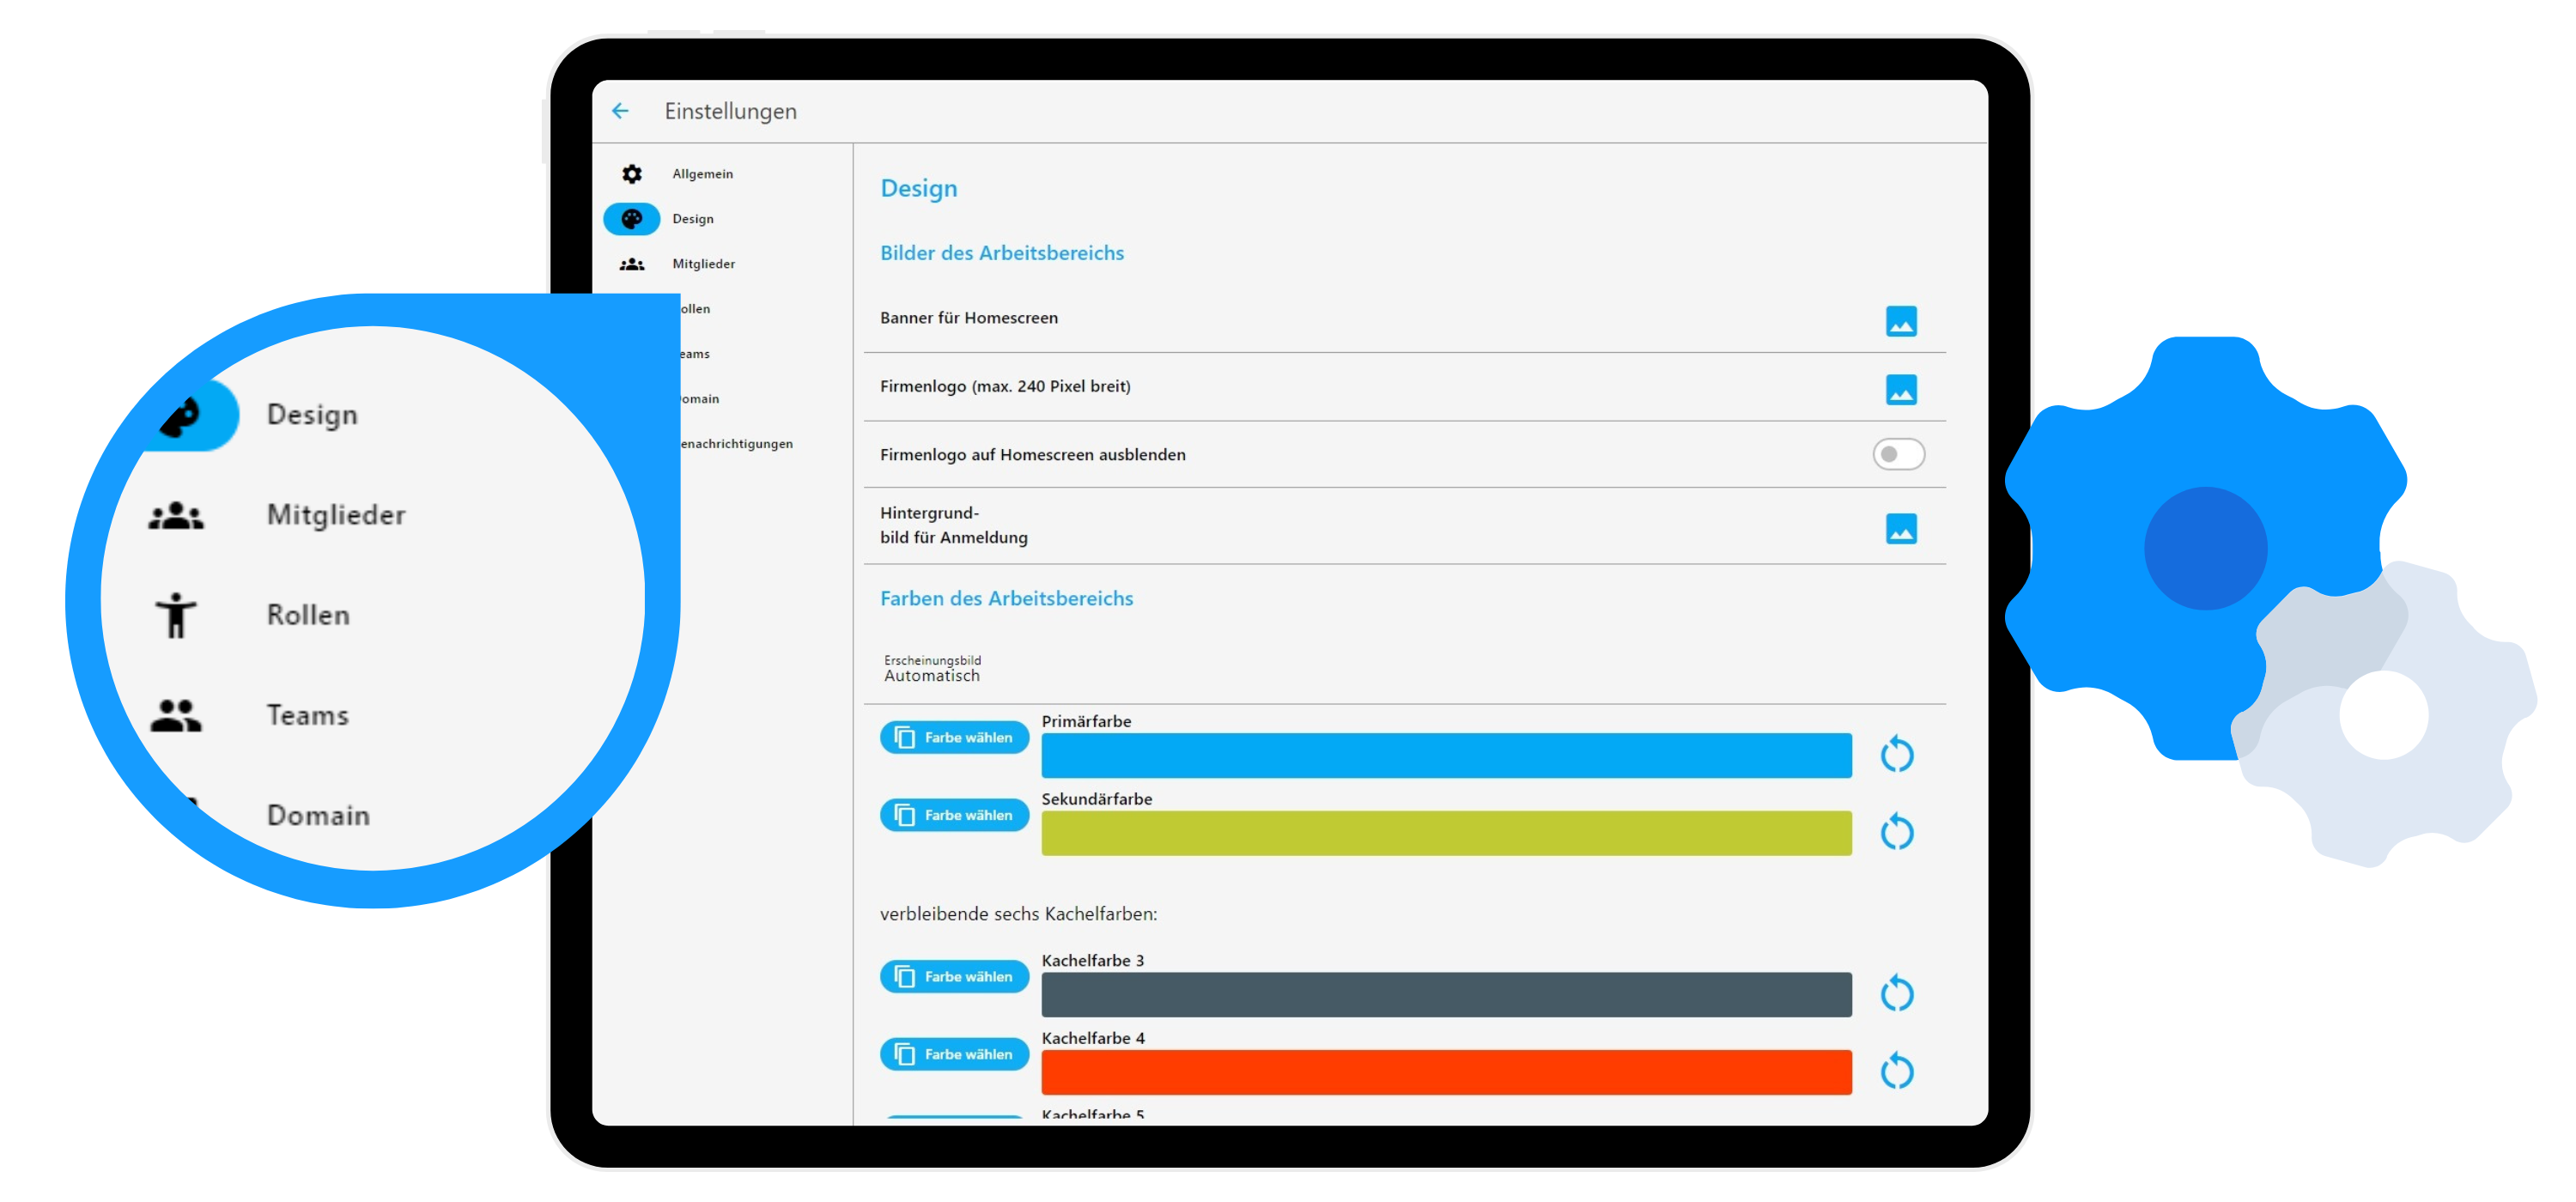 Einstellungen
Allgemein
Design
Mitglieder
ollen
eams
omain
enachrichtigungen
Design
Mitglieder
Rollen
Teams
Domain
Design
Bilder des Arbeitsbereichs
Banner für Homescreen
Firmenlogo (max. 240 Pixel breit)
Firmenlogo auf Homescreen ausblenden
Hintergrund-
bild für Anmeldung
Farben des Arbeitsbereichs
Erscheinungsbild
Automatisch
Primärfarbe
Farbe wählen
Sekundärfarbe
Farbe wählen
verbleibende sechs Kachelfarben:
Kachelfarbe 3
Farbe wählen
Kachelfarbe 4
Farbe wählen
Kachelfarbe 5